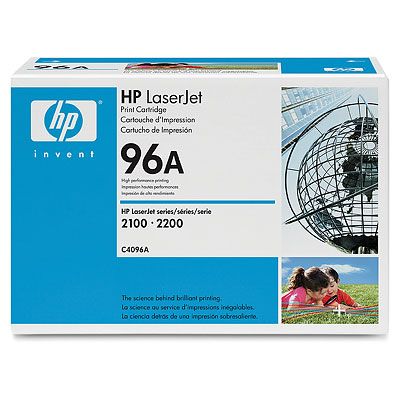 96A
HP LaserJet
Print Cartridge
Cartouche d'Impression
Cartucho de Impresión
hp
invent
96A
High performance printing
Impression hautes performances
Impresión de alto rendimiento
HP LaserJet series/séries/serie
2100 · 2200
C4096A
The science behind brilliant printing.
La science au service d'impressions inégalables.
La ciencia detrás de una impresión sensacional.